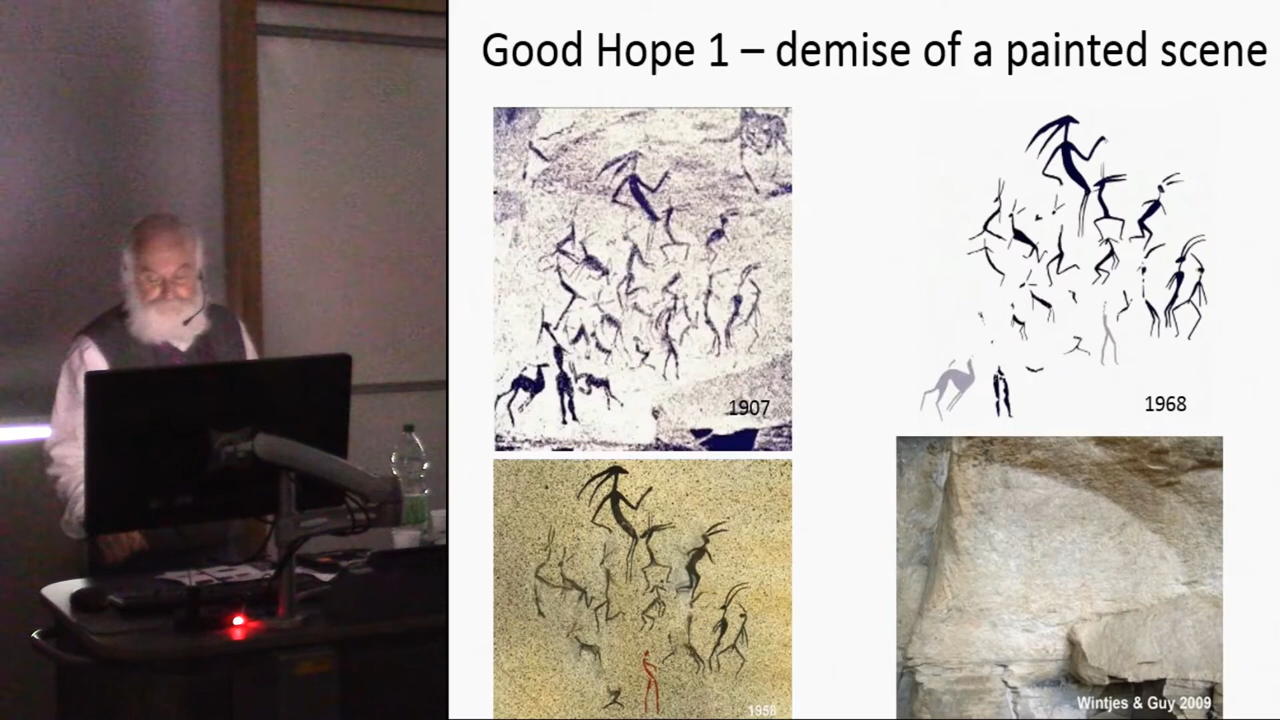 Good Hope 1 – demise of a painted scene
1907
1968
1958
Wintjes & Guy 2009